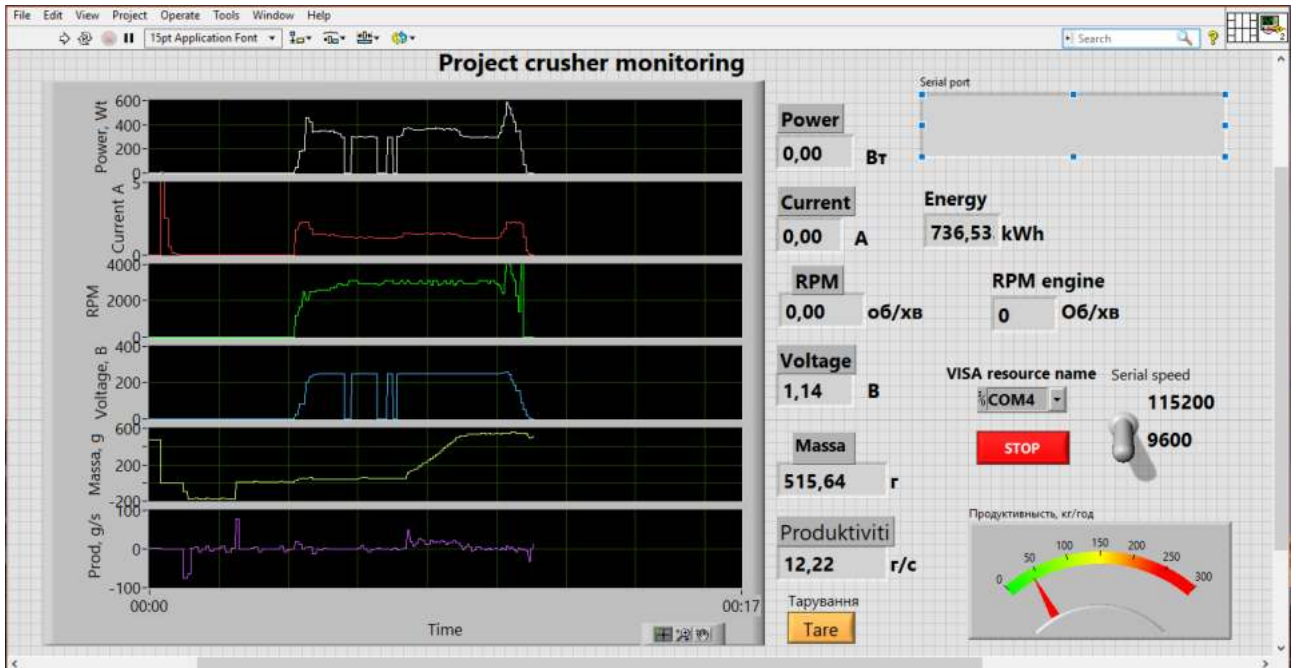 File Edit View Project Operate Tools Window Help
15pt Application Font
Search
2
Project crusher monitoring
Serial port
Power, Wt
600
400
200
0
Current A
5
0
RPM
4000
2000
0
Voltage, B
400
200
0
Massa, g
600
200
-200
Prod, g/s
100
0
-100
00:00
00:17
Time
Power
0,00 Вт
Current
0,00 A
Energy
736,53 kWh
RPM
0,00 об/хв
RPM engine
0 Об/хв
Voltage
1,14 В
VISA resource name
COM4
Serial speed
115200
9600
STOP
Massa
515,64 г
Produktiviti
12,22 г/с
Тарування
Tare
Продуктивнысть, кг/год
0 50 100 150 200 250 300